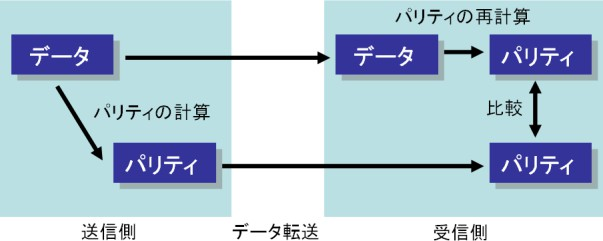 パリティの再計算
データ
データ
パリティ
パリティの計算
比較
パリティ
パリティ
送信側
データ転送
受信側